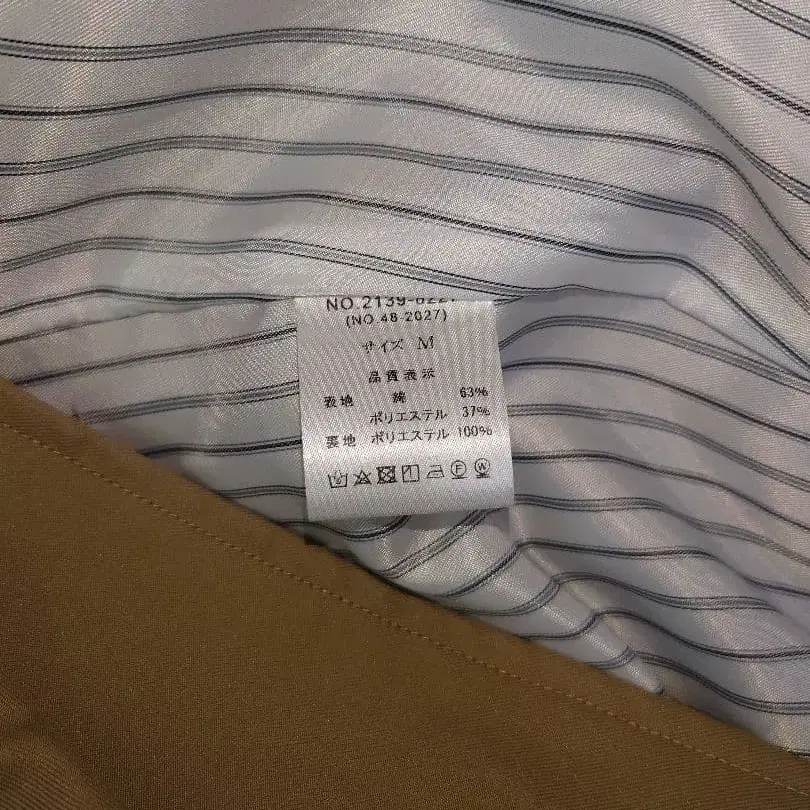 (NO.48-2027)
サイズ M
品質表示
表地 綿 63%
ポリエステル 37%
裏地 ポリエステル 100%
F W